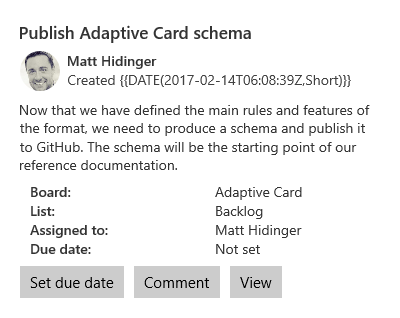 Publish Adaptive Card schema
Matt Hidinger
Created {{DATE(2017-02-14T06:08:39Z,Short)}}
Now that we have defined the main rules and features of
the format, we need to produce a schema and publish it
to GitHub. The schema will be the starting point of our
reference documentation.
Board: Adaptive Card
List: Backlog
Assigned to: Matt Hidinger
Due date: Not set
Set due date Comment View